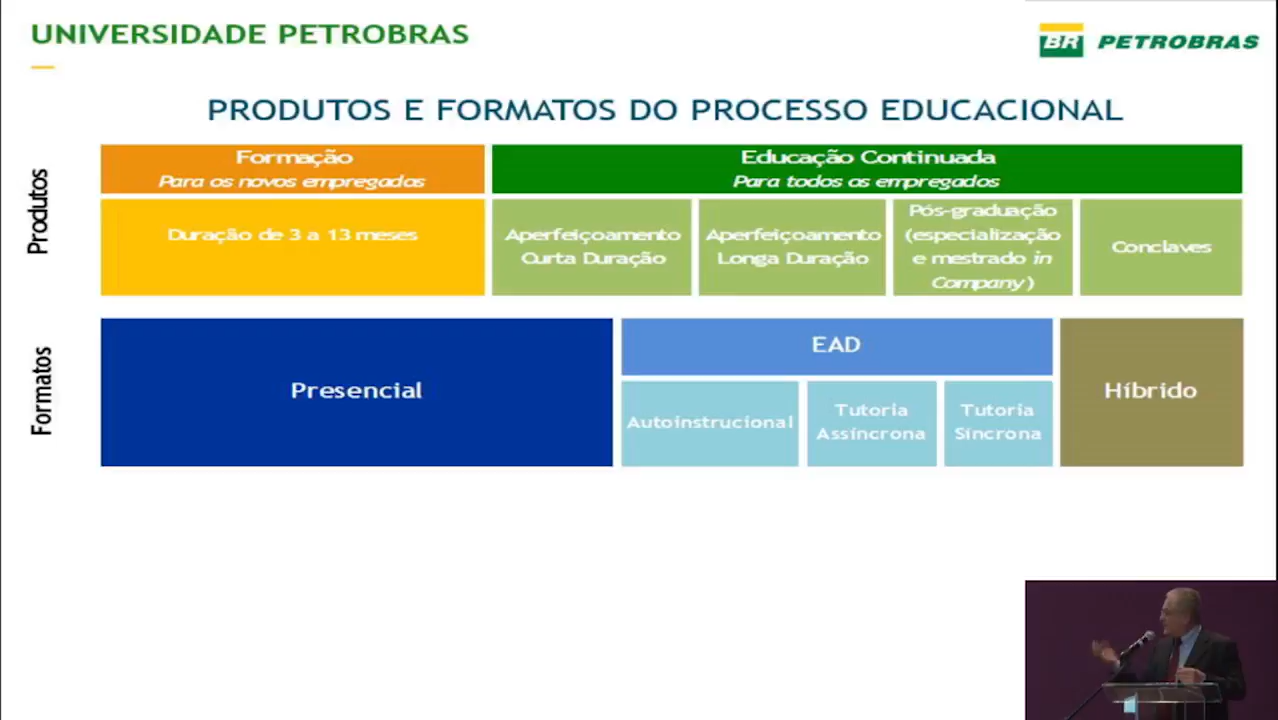 UNIVERSIDADE PETROBRAS
BR PETROBRAS
PRODUTOS E FORMATOS DO PROCESSO EDUCACIONAL
Produtos
Formação
Para os novos empregados
Educação Continuada
Para todos os empregados
Duração de 3 a 13 meses
Aperfeiçoamento
Curta Duração
Aperfeiçoamento
Longa Duração
Pós-graduação
(especialização
e mestrado in
Company)
Conclaves
Formatos
Presencial
EAD
Autoinstrucional
Tutoria
Assíncrona
Tutoria
Síncrona
Híbrido